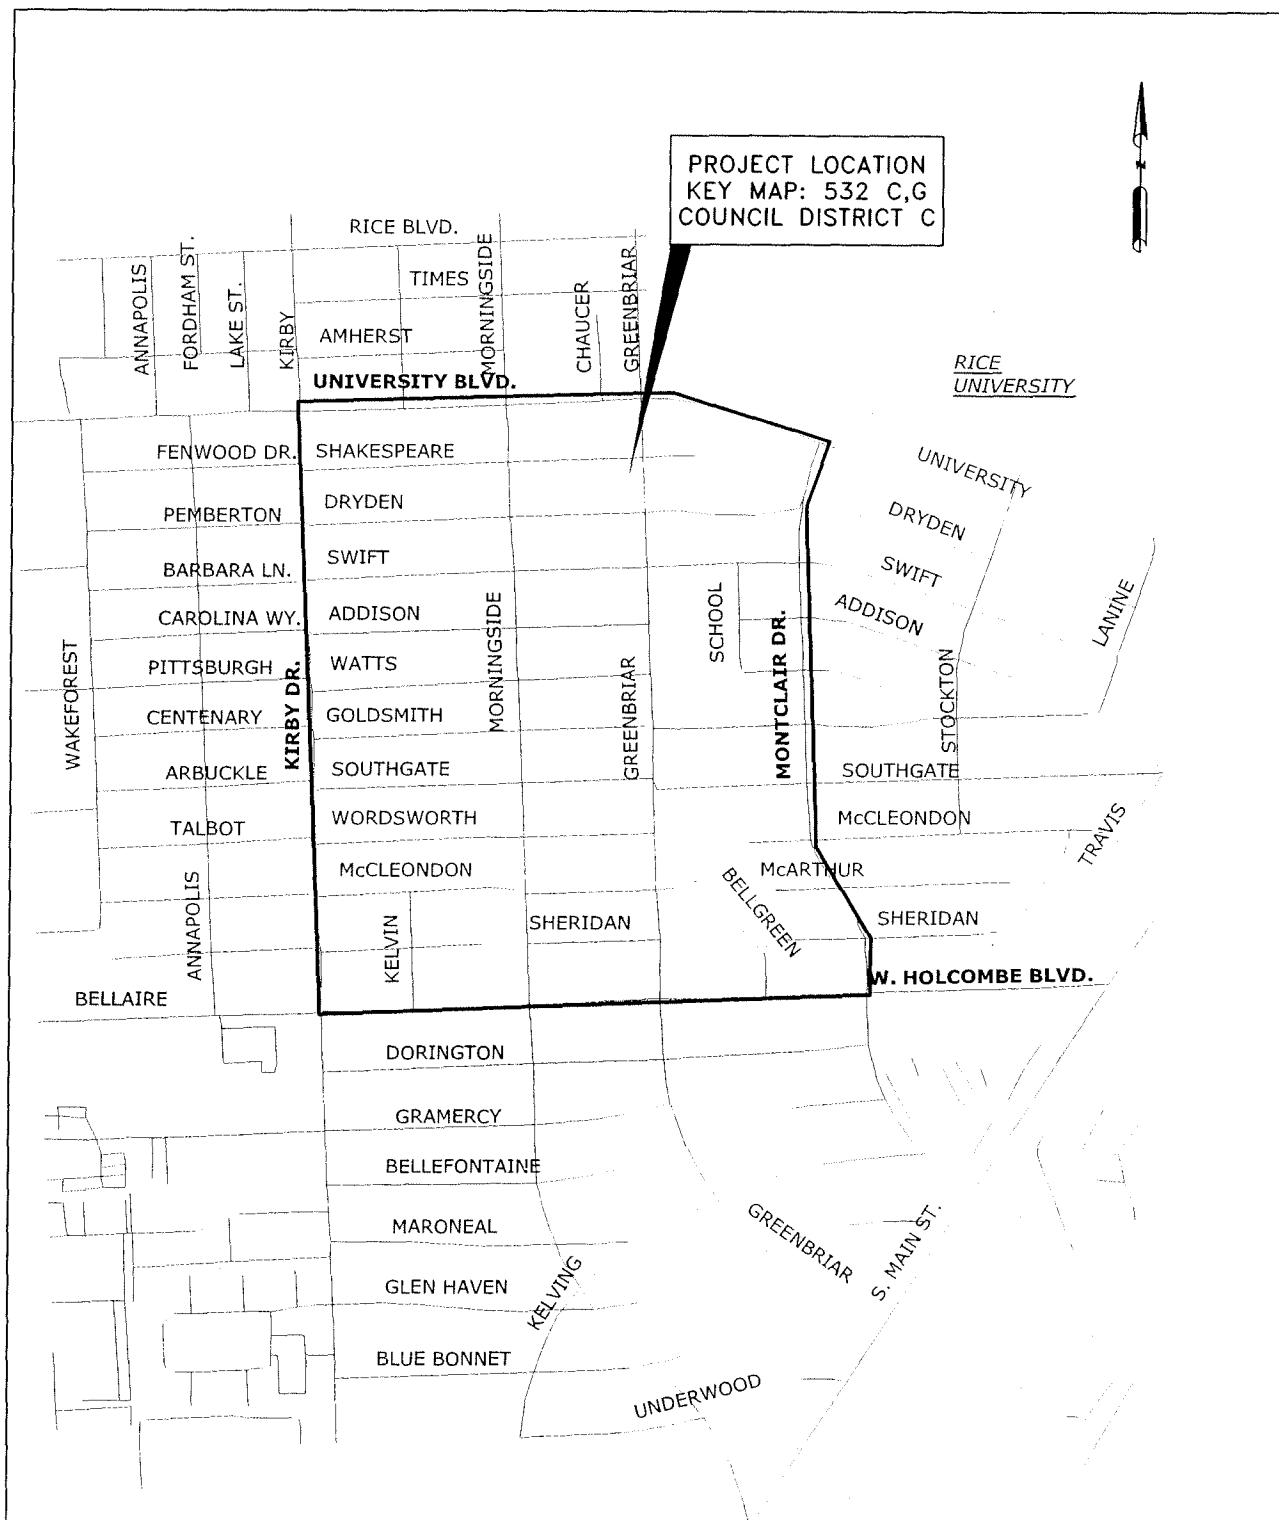 PROJECT LOCATION
KEY MAP: 532 C,G
COUNCIL DISTRICT C
N
RICE BLVD.
TIMES
AMHERST
ANNAPOLIS
FORDHAM ST.
LAKE ST.
KIRBY
MORNINGSIDE
CHAUCER
GREENBRIAR
UNIVERSITY BLVD.
RICE
UNIVERSITY
FENWOOD DR.
SHAKESPEARE
UNIVERSITY
PEMBERTON
DRYDEN
DRYDEN
BARBARA LN.
SWIFT
SWIFT
CAROLINA WY.
ADDISON
ADDISON
SCHOOL
LANINE
WAKEFOREST
PITTSBURGH
WATTS
MORNINGSIDE
GREENBRIAR
KIRBY DR.
MONTCLAIR DR.
STOCKTON
CENTENARY
GOLDSMITH
ARBUCKLE
SOUTHGATE
SOUTHGATE
TALBOT
WORDSWORTH
McCLEONDON
TRAVIS
McCLEONDON
McARTHUR
ANNAPOLIS
KELVIN
SHERIDAN
BELLGREEN
SHERIDAN
BELLAIRE
W. HOLCOMBE BLVD.
DORINGTON
GRAMERCY
BELLEFONTAINE
MARONEAL
GREENBRIAR
S. MAIN ST.
GLEN HAVEN
KELVING
BLUE BONNET
UNDERWOOD